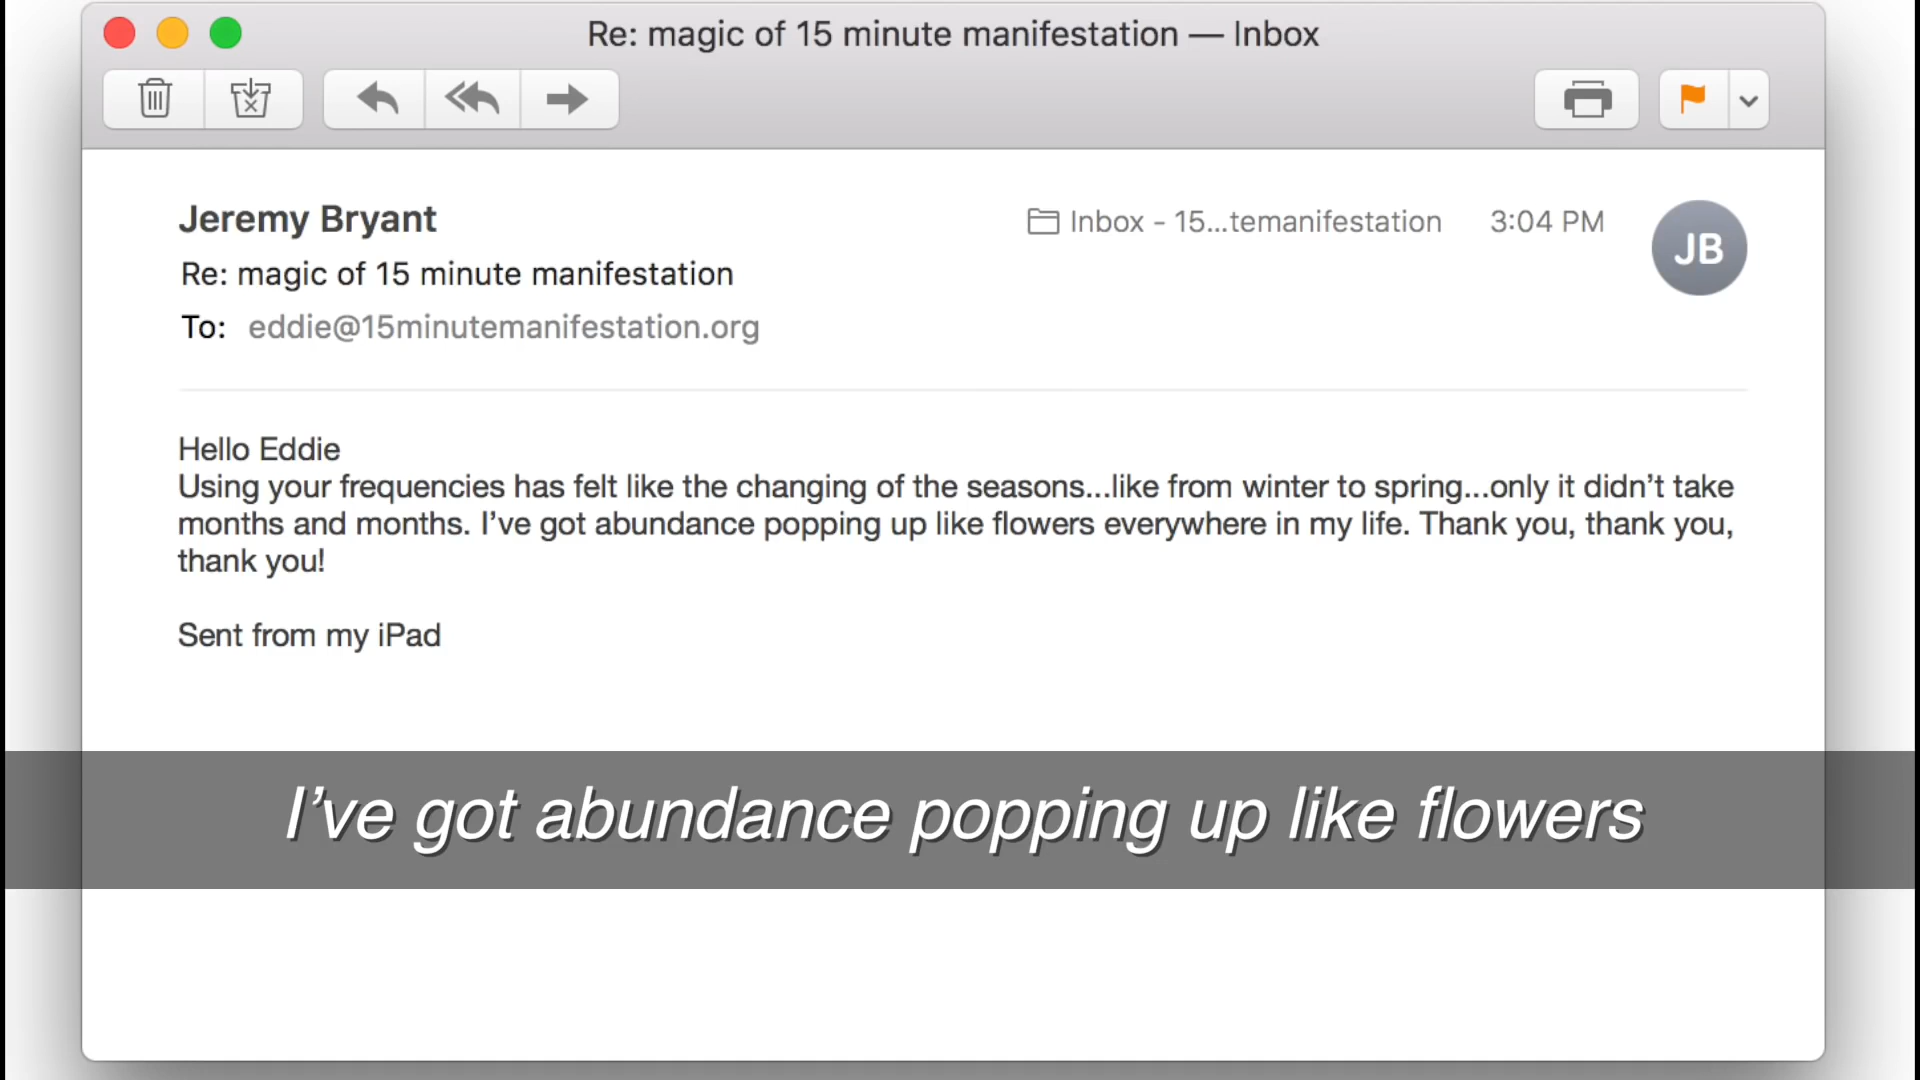 Re: magic of 15 minute manifestation — Inbox
Jeremy Bryant
Inbox - 15...temanifestation
3:04 PM
JB
Re: magic of 15 minute manifestation
To: eddie@15minutemanifestation.org
Hello Eddie
Using your frequencies has felt like the changing of the seasons...like from winter to spring...only it didn’t take
months and months. I’ve got abundance popping up like flowers everywhere in my life. Thank you, thank you,
thank you!
Sent from my iPad
I’ve got abundance popping up like flowers